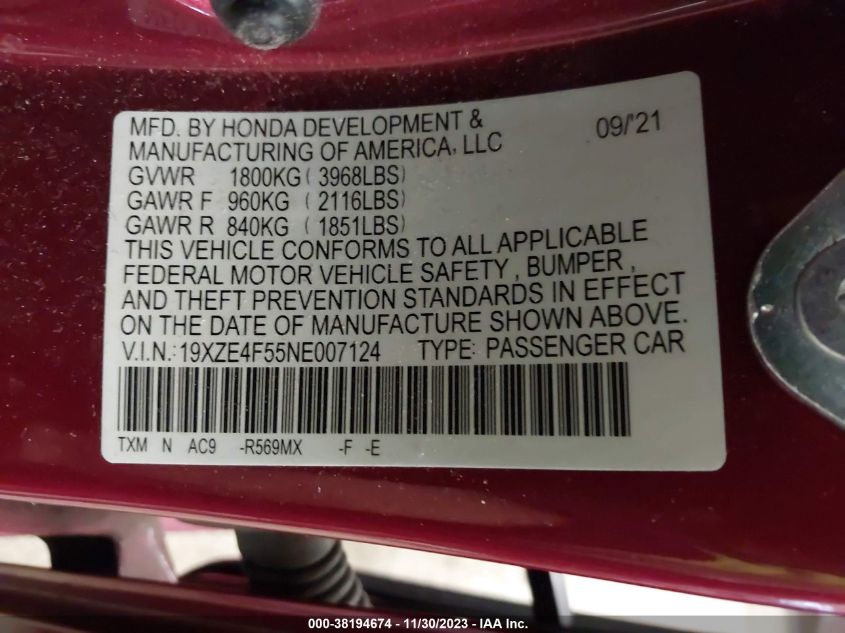 MFD. BY HONDA DEVELOPMENT & 09/'21
MANUFACTURING OF AMERICA, LLC
GVWR 1800KG ( 3968LBS)
GAWR F 960KG ( 2116LBS)
GAWR R 840KG ( 1851LBS)
THIS VEHICLE CONFORMS TO ALL APPLICABLE
FEDERAL MOTOR VEHICLE SAFETY, BUMPER,
AND THEFT PREVENTION STANDARDS IN EFFECT
ON THE DATE OF MANUFACTURE SHOWN ABOVE.
V.I.N.:19XZE4F55NE007124 TYPE: PASSENGER CAR
TXM N AC9 -R569MX -F -E
000-38194674 — 11/30/2023 — IAA Inc.